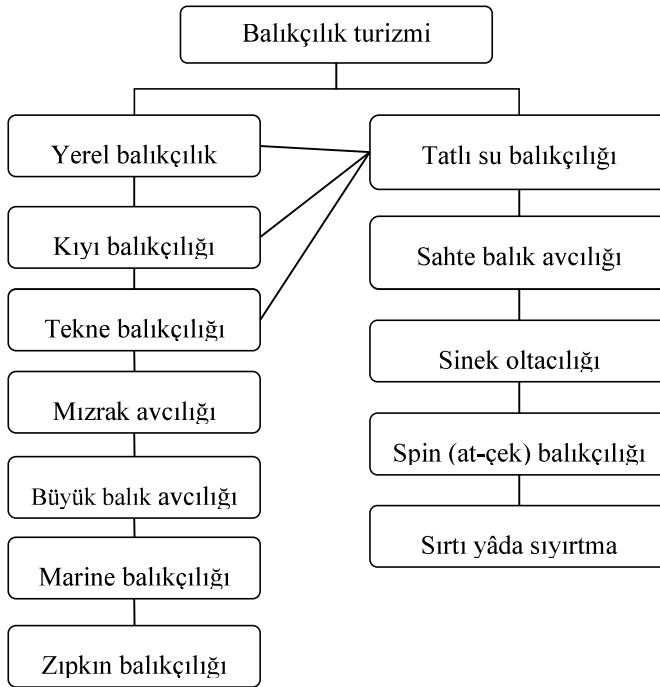 Balıkçılık turizmi
Yerel balıkçılık
Kıyı balıkçılığı
Tekne balıkçılığı
Mızrak avcılığı
Büyük balık avcılığı
Marine balıkçılığı
Zıpkın balıkçılığı
Tatlı su balıkçılığı
Sahte balık avcılığı
Sinek oltacılığı
Spin (at-çek) balıkçılığı
Sırtı yâda sıyırtma